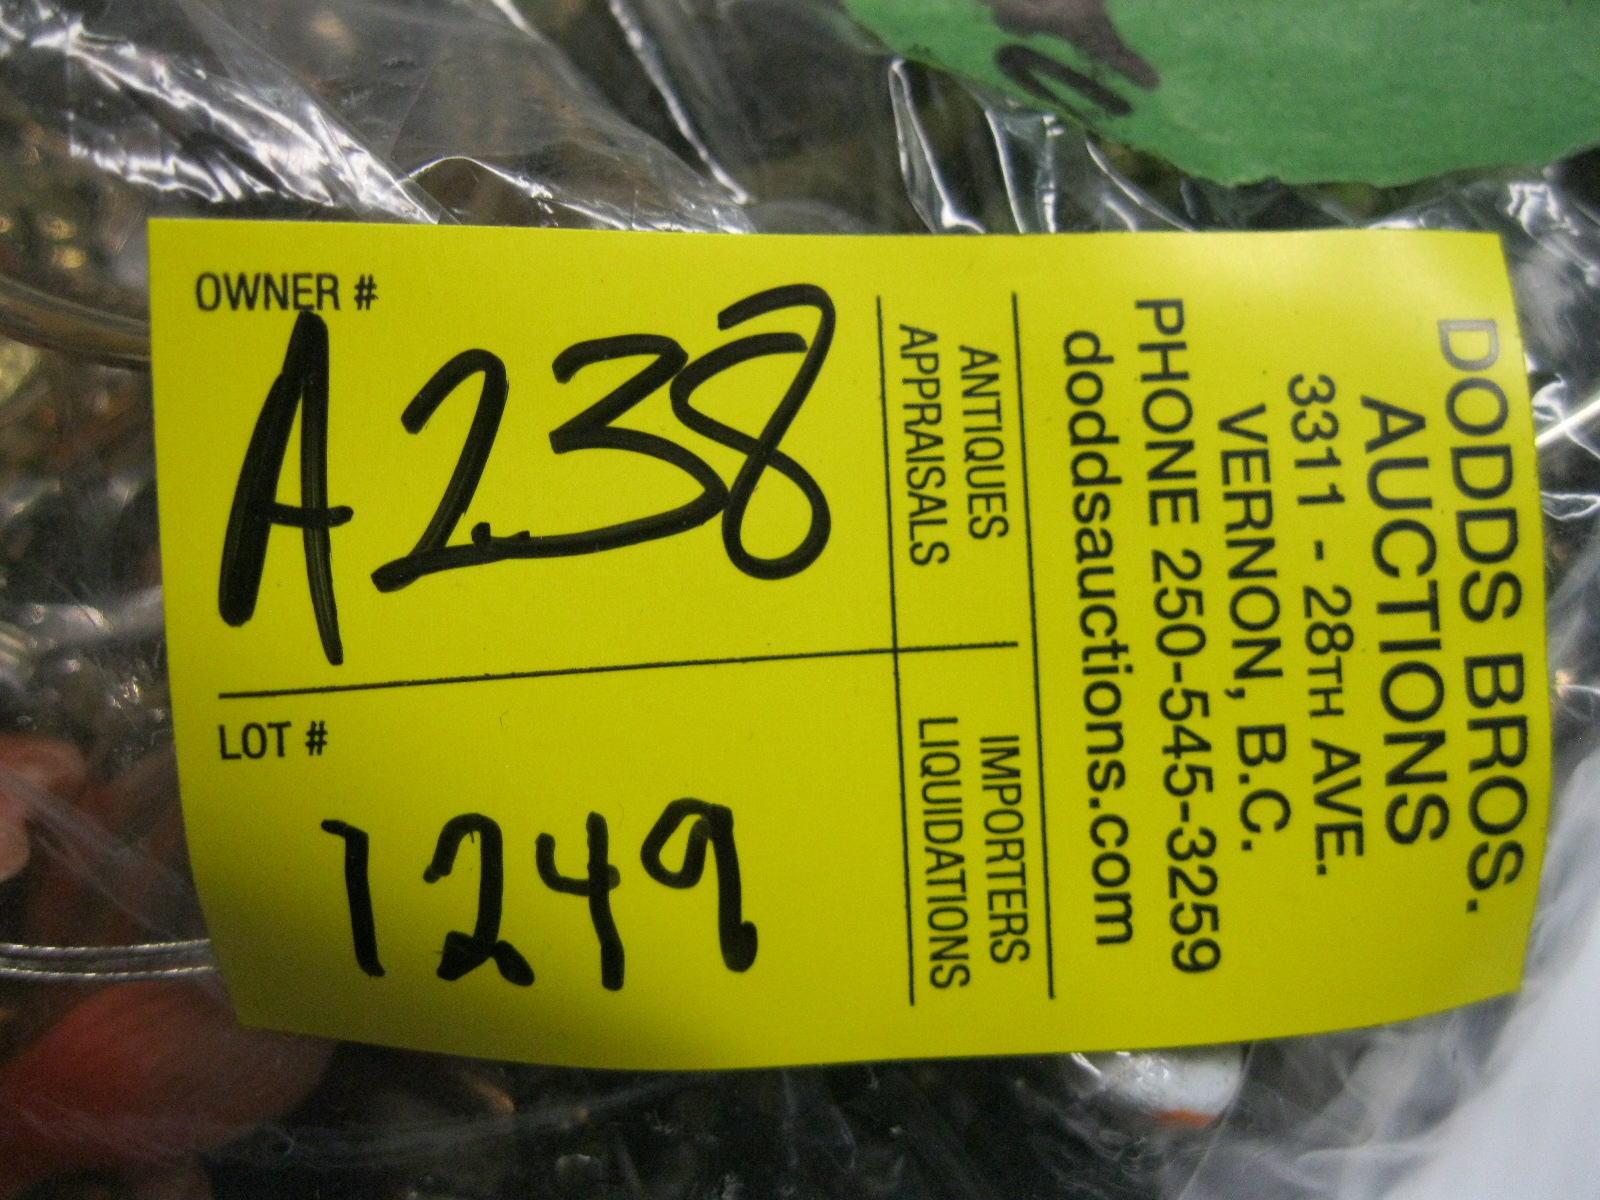 OWNER #
A238
LOT #
1249
ANTIQUES
APPRAISALS
IMPORTERS
LIQUIDATIONS
DODDS BROS.
AUCTIONS
3311 - 28TH AVE.
VERNON, B.C.
PHONE 250-545-3259
doddsauctions.com